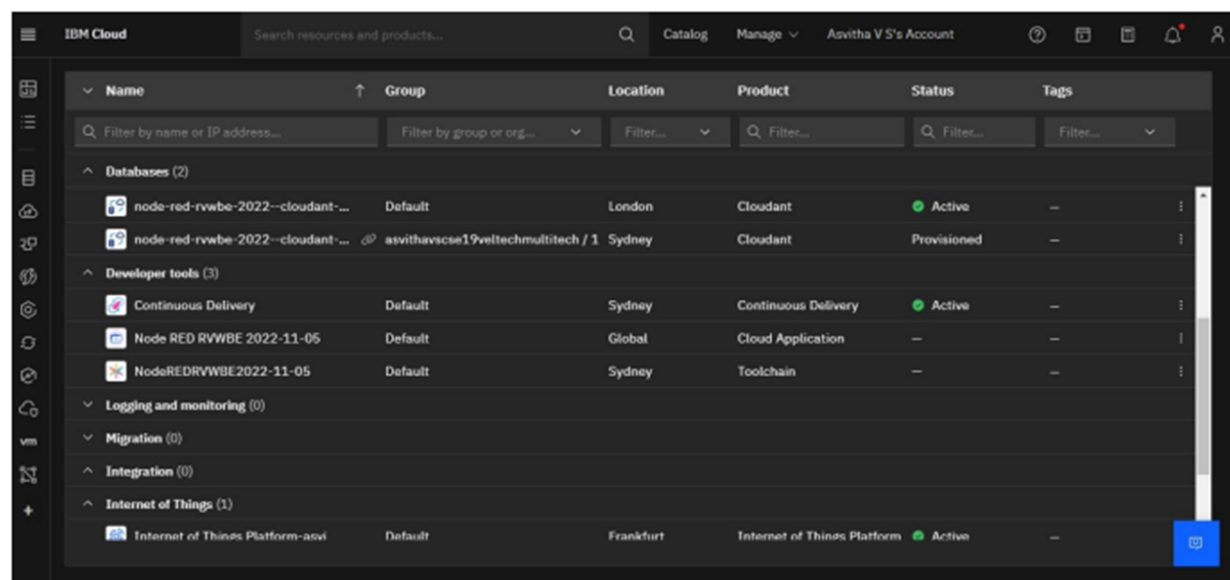 IBM Cloud Search resources and products... Catalog Manage Asvitha V S's Account
Name Group Location Product Status Tags
Filter by name or IP address... Filter by group or org... Filter... Filter... Filter... Filter...
Databases (2)
node-red-rvwbe-2022--cloudant-... Default London Cloudant Active –
node-red-rvwbe-2022--cloudant-... asvithavscse19veltechmultitech / 1 Sydney Cloudant Provisioned –
Developer tools (3)
Continuous Delivery Default Sydney Continuous Delivery Active –
Node RED RVWBE 2022-11-05 Default Global Cloud Application – –
NodeREDRVWBE2022-11-05 Default Sydney Toolchain – –
Logging and monitoring (0)
Migration (0)
vm
Integration (0)
Internet of Things (1)
Internet of Things Platform-asvi Default Frankfurt Internet of Things Platform Active –